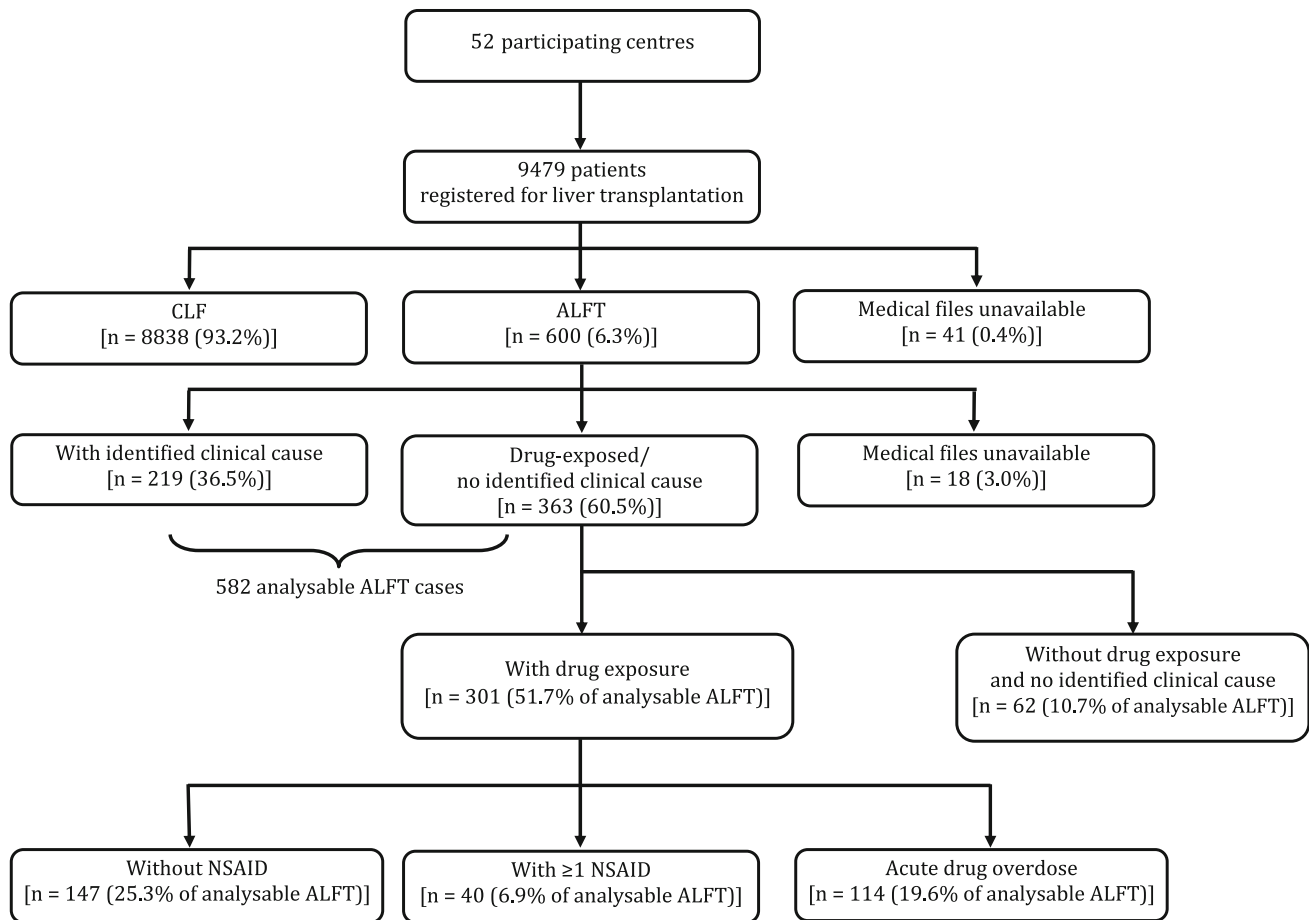 52 participating centres
9479 patients
registered for liver transplantation
CLF
[n = 8838 (93.2%)]
ALFT
[n = 600 (6.3%)]
Medical files unavailable
[n = 41 (0.4%)]
With identified clinical cause
[n = 219 (36.5%)]
Drug-exposed/
no identified clinical cause
[n = 363 (60.5%)]
Medical files unavailable
[n = 18 (3.0%)]
582 analysable ALFT cases
With drug exposure
[n = 301 (51.7% of analysable ALFT)]
Without drug exposure
and no identified clinical cause
[n = 62 (10.7% of analysable ALFT)]
Without NSAID
[n = 147 (25.3% of analysable ALFT)]
With ≥1 NSAID
[n = 40 (6.9% of analysable ALFT)]
Acute drug overdose
[n = 114 (19.6% of analysable ALFT)]